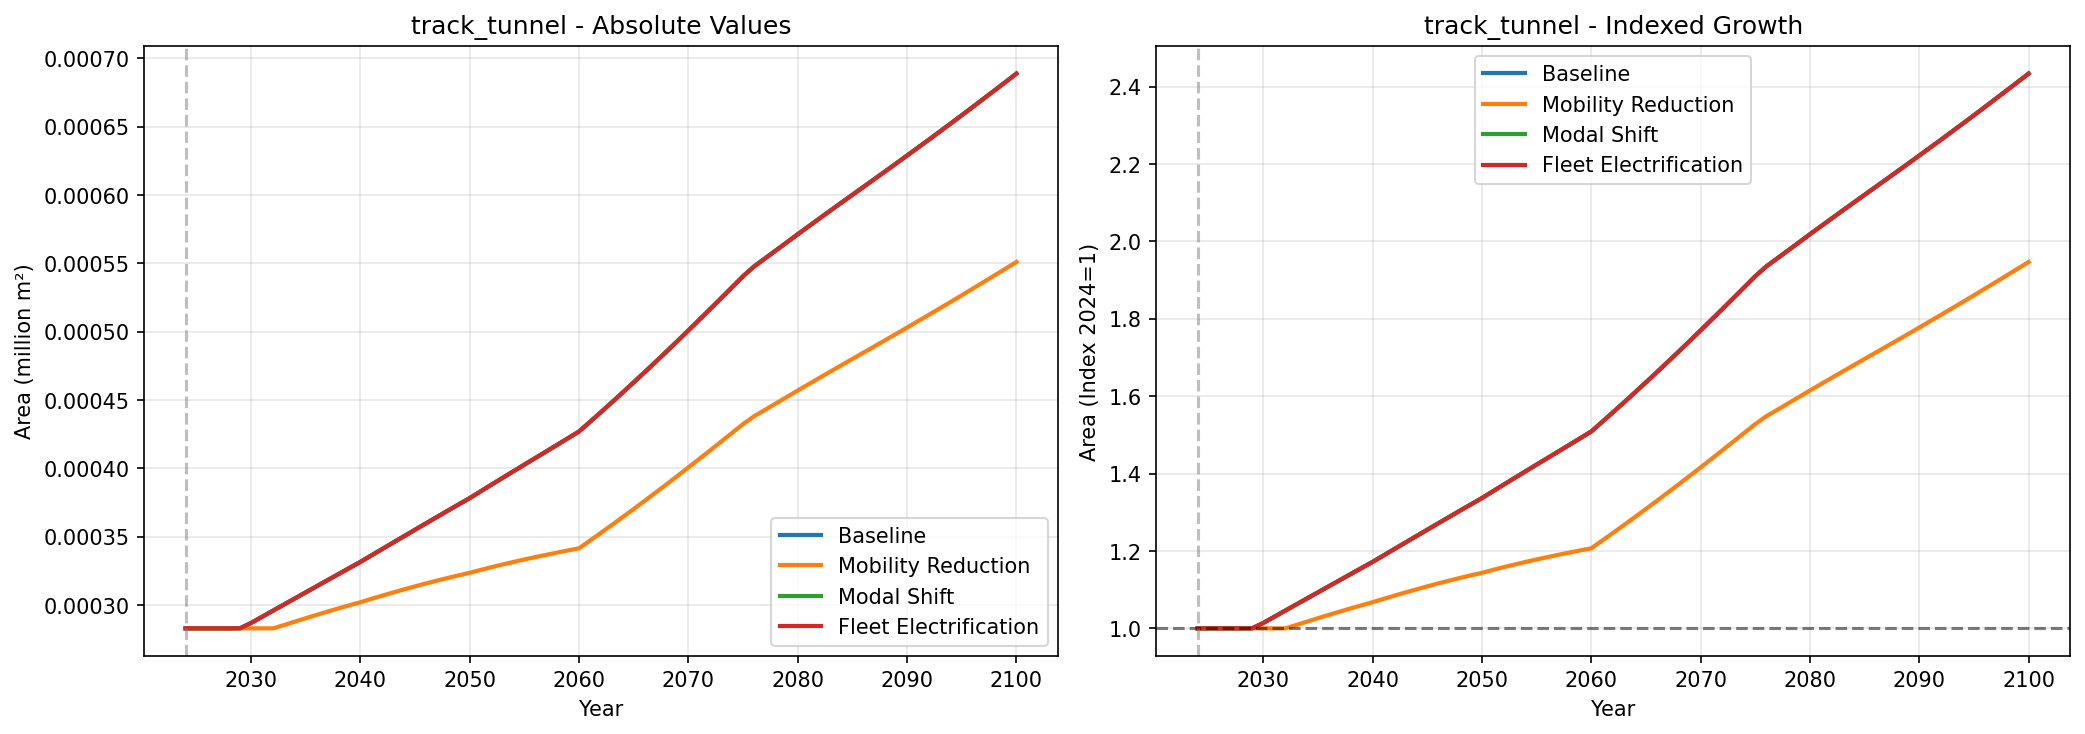 track_tunnel - Absolute Values
Area (million m²)
0.00070
0.00065
0.00060
0.00055
0.00050
0.00045
0.00040
0.00035
0.00030
Baseline
Mobility Reduction
Modal Shift
Fleet Electrification
2030 2040 2050 2060 2070 2080 2090 2100
Year
track_tunnel - Indexed Growth
Area (Index 2024=1)
2.4
2.2
2.0
1.8
1.6
1.4
1.2
1.0
Baseline
Mobility Reduction
Modal Shift
Fleet Electrification
2030 2040 2050 2060 2070 2080 2090 2100
Year